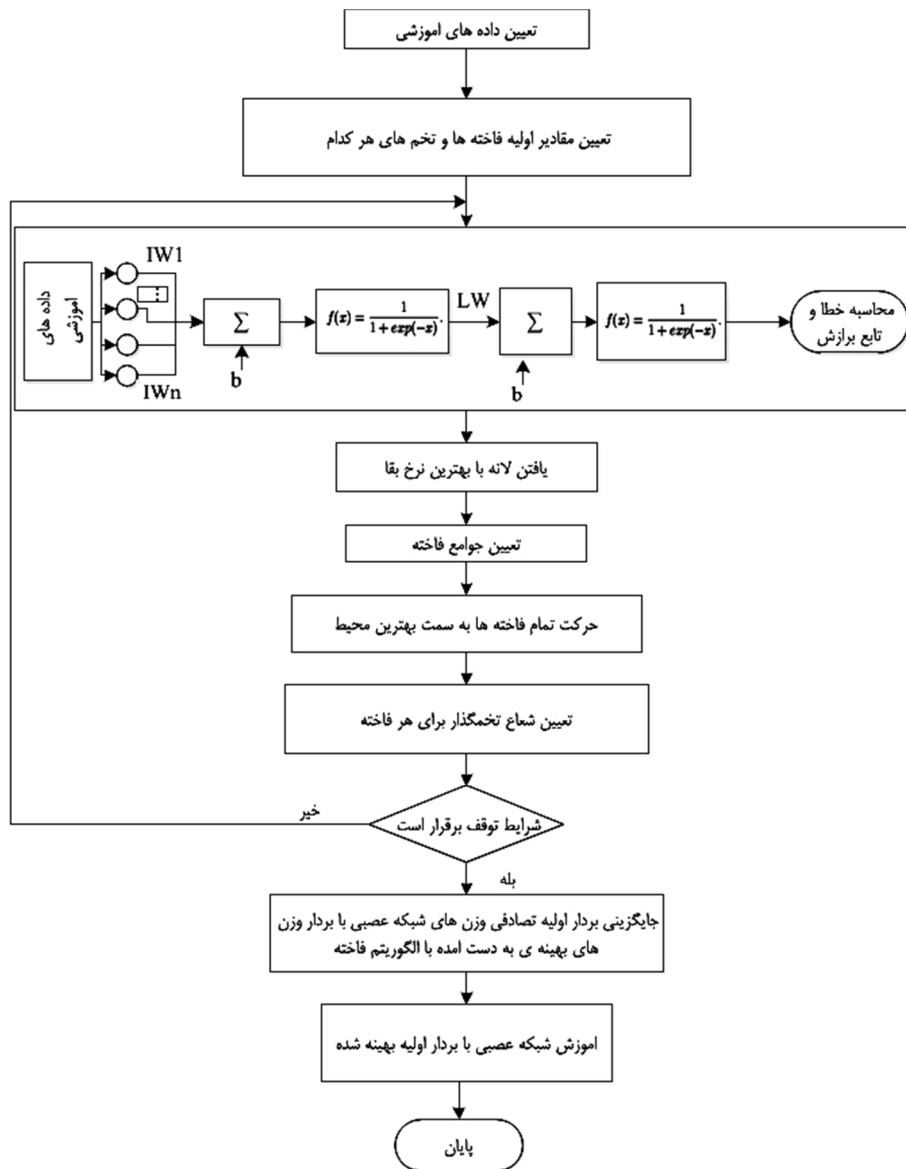 تعیین داده های اموزشی
تعیین مقادیر اولیه فاخته ها و تخم های هر کدام
داده های
اموزشی
IW1
...
IWn
Σ
b
f(x) = 1 / (1 + exp(−x)).
LW
Σ
b
f(x) = 1 / (1 + exp(−x)).
محاسبه خطا و
تابع برازش
یافتن لانه با بهترین نرخ بقا
تعیین جوامع فاخته
حرکت تمام فاخته ها به سمت بهترین محیط
تعیین شعاع تخمگذار برای هر فاخته
شرایط توقف برقرار است
خیر
بله
جایگزینی بردار اولیه تصادفی وزن های شبکه عصبی با بردار وزن
های بهینه ی به دست امده با الگوریتم فاخته
اموزش شبکه عصبی با بردار اولیه بهینه شده
پایان